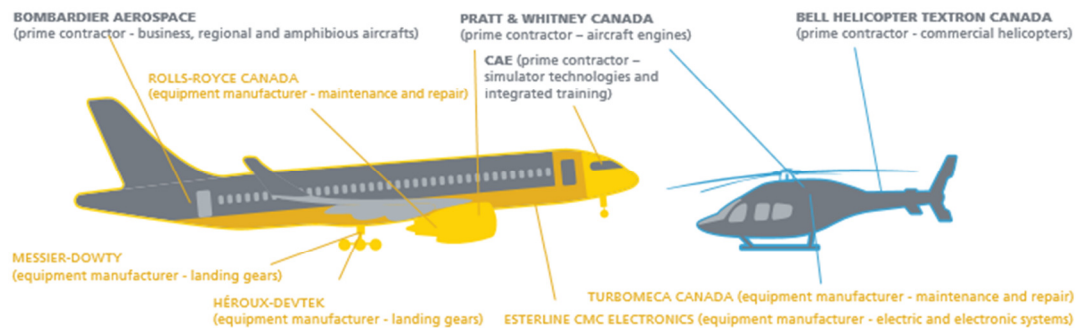 BOMBARDIER AEROSPACE
(prime contractor - business, regional and amphibious aircrafts)
PRATT & WHITNEY CANADA
(prime contractor – aircraft engines)
BELL HELICOPTER TEXTRON CANADA
(prime contractor - commercial helicopters)
CAE (prime contractor –
simulator technologies and
integrated training)
ROLLS-ROYCE CANADA
(equipment manufacturer - maintenance and repair)
MESSIER-DOWTY
(equipment manufacturer - landing gears)
HÉROUX-DEVTEK
(equipment manufacturer - landing gears)
TURBOMECA CANADA (equipment manufacturer - maintenance and repair)
ESTERLINE CMC ELECTRONICS (equipment manufacturer - electric and electronic systems)